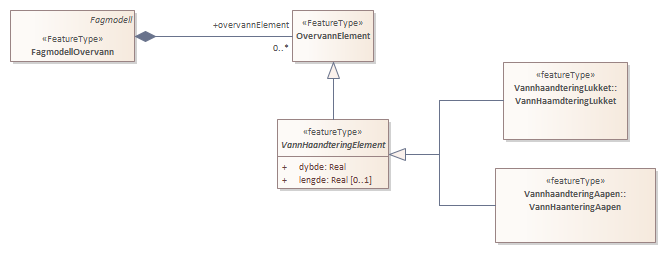 Fagmodell
«FeatureType»
FagmodellOvervann
+overvannElement
0..*
«FeatureType»
OvervannElement
«featureType»
VannHaandteringElement
+ dybde: Real
+ lengde: Real [0..1]
«featureType»
VannhaandteringLukket::
VannHaamdteringLukket
«featureType»
VannhaandteringAapen::
VannHaanteringAapen